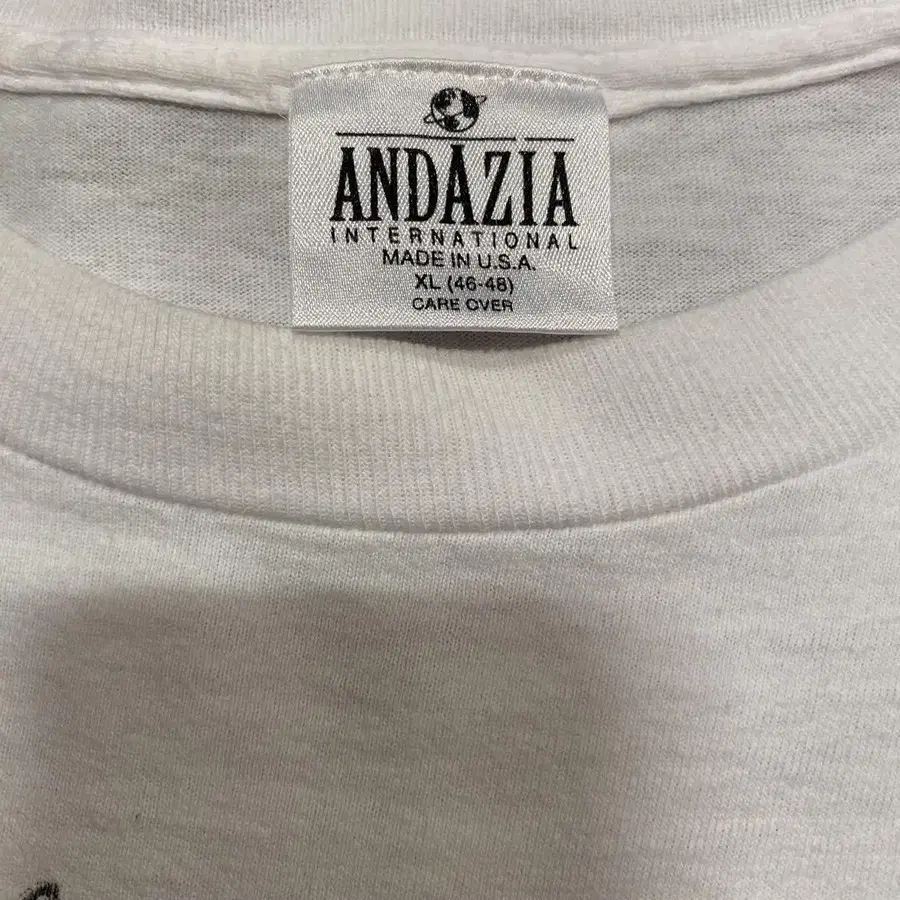 ANDAZIA
INTERNATIONAL
MADE IN U.S.A.
XL (46-48)
CARE OVER